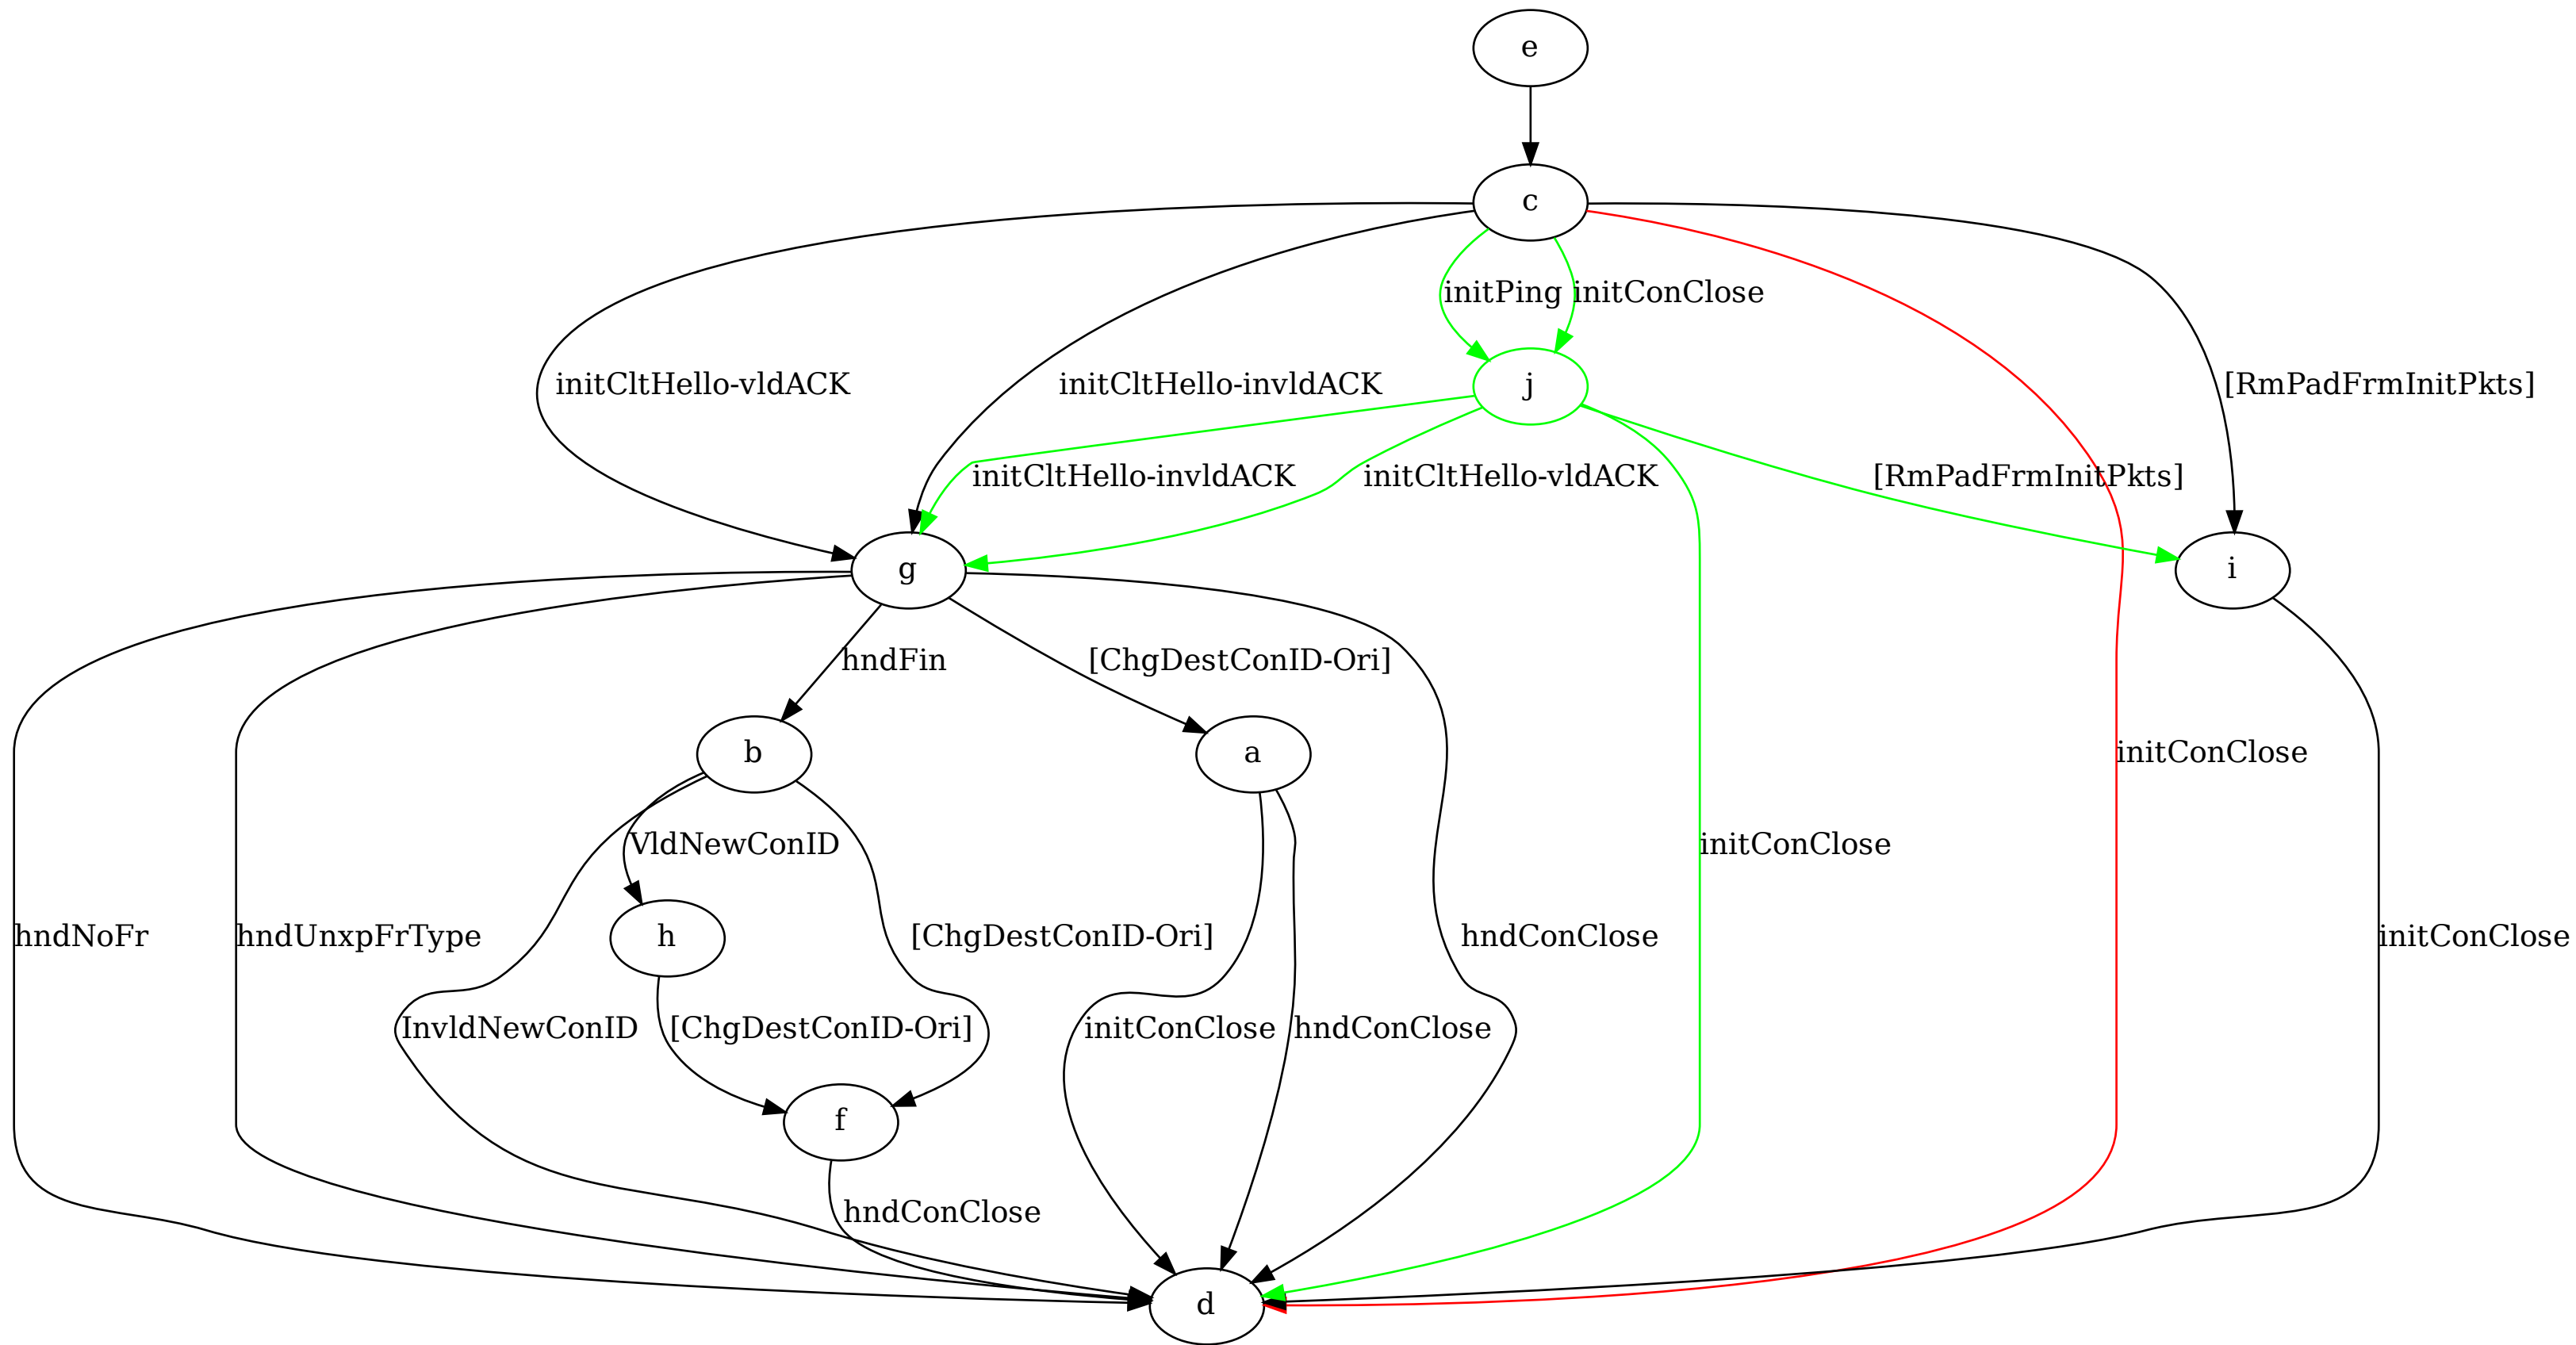 e
c
initPing
initConClose
initCltHello-vldACK
initCltHello-invldACK
j
[RmPadFrmInitPkts]
initCltHello-invldACK
initCltHello-vldACK
[RmPadFrmInitPkts]
g
i
hndFin
[ChgDestConID-Ori]
b
a
initConClose
VldNewConID
initConClose
hndNoFr
hndUnxpFrType
h
[ChgDestConID-Ori]
hndConClose
initConClose
InvldNewConID
[ChgDestConID-Ori]
initConClose
hndConClose
f
hndConClose
d